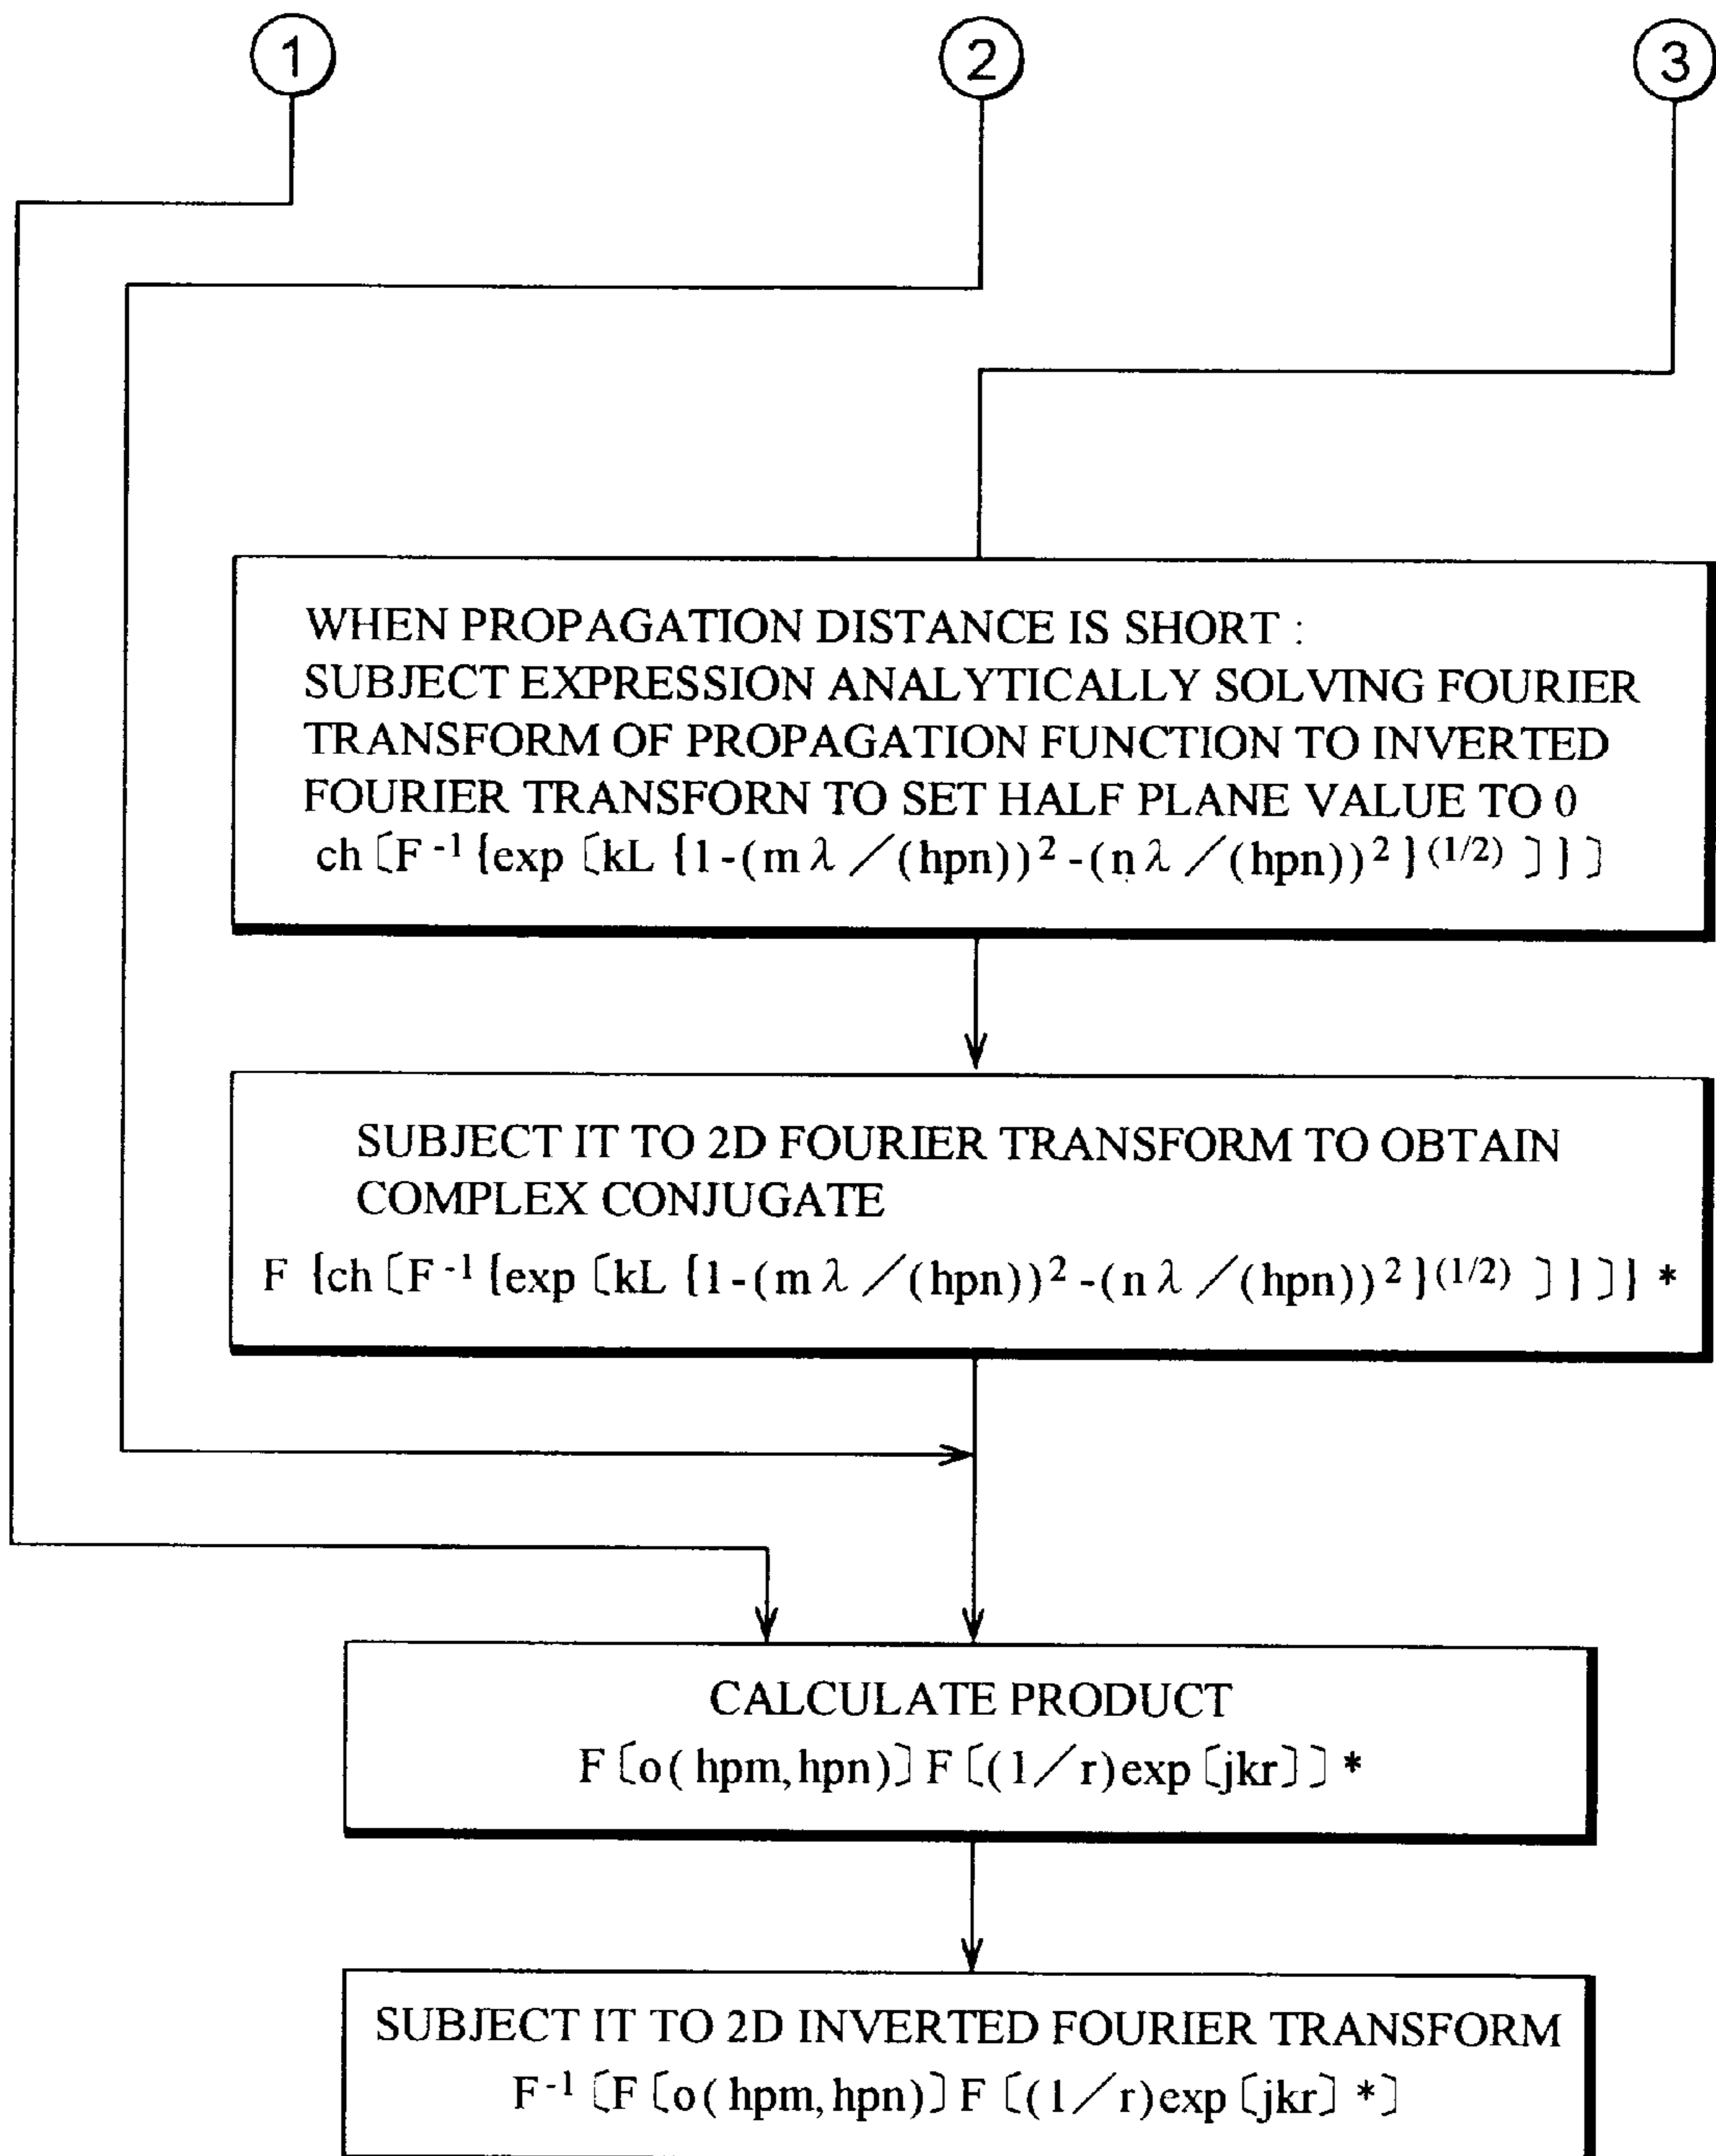 1
2
3
WHEN PROPAGATION DISTANCE IS SHORT :
SUBJECT EXPRESSION ANALYTICALLY SOLVING FOURIER
TRANSFORM OF PROPAGATION FUNCTION TO INVERTED
FOURIER TRANSFORN TO SET HALF PLANE VALUE TO 0
ch〔F⁻¹{exp〔kL{1-(mλ／(hpn))²-(nλ／(hpn))²}⁽¹/²⁾〕}〕
SUBJECT IT TO 2D FOURIER TRANSFORM TO OBTAIN
COMPLEX CONJUGATE
F{ch〔F⁻¹{exp〔kL{1-(mλ／(hpn))²-(nλ／(hpn))²}⁽¹/²⁾〕}〕}*
CALCULATE PRODUCT
F〔o(hpm,hpn)〕F〔(1／r)exp〔jkr〕〕*
SUBJECT IT TO 2D INVERTED FOURIER TRANSFORM
F⁻¹〔F〔o(hpm,hpn)〕F〔(1／r)exp〔jkr〕*〕